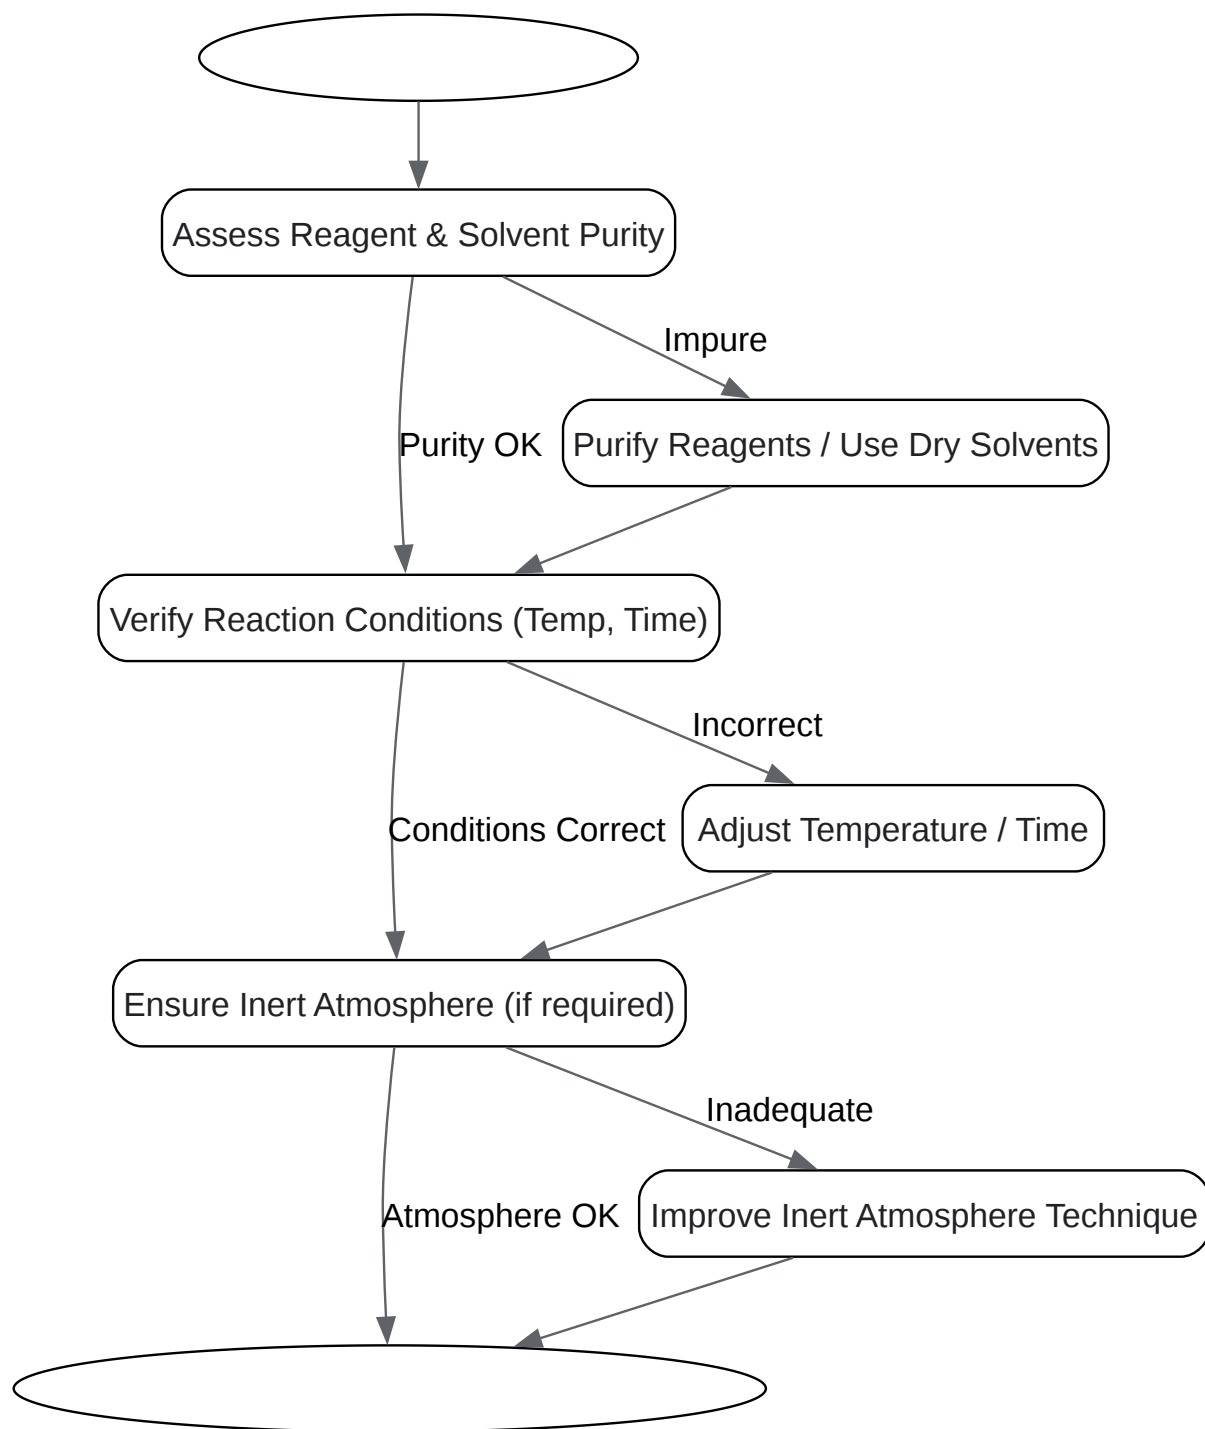 Assess Reagent & Solvent Purity
Impure
Purity OK
Purify Reagents / Use Dry Solvents
Verify Reaction Conditions (Temp, Time)
Incorrect
Conditions Correct
Adjust Temperature / Time
Ensure Inert Atmosphere (if required)
Inadequate
Atmosphere OK
Improve Inert Atmosphere Technique